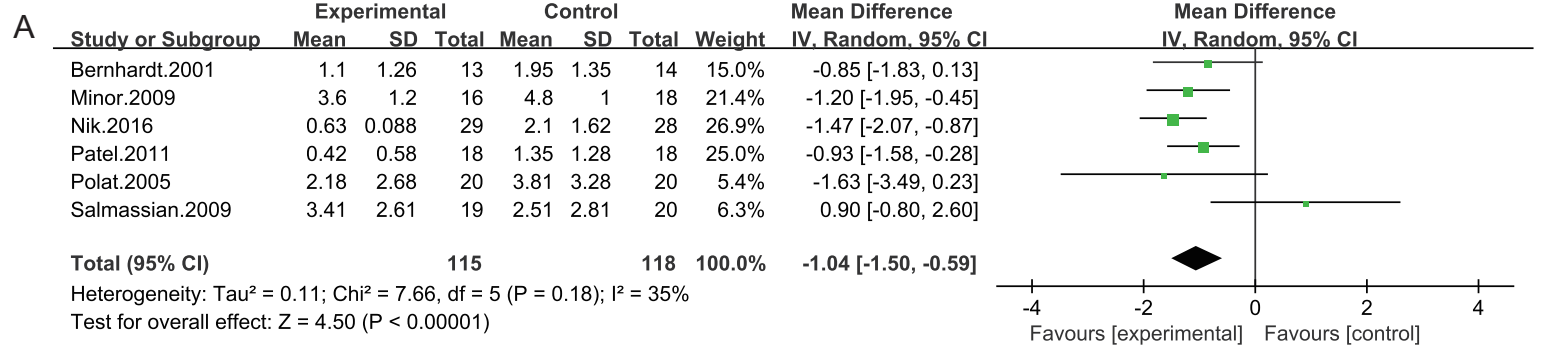 A
Experimental Control Mean Difference Mean Difference
Study or Subgroup Mean SD Total Mean SD Total Weight IV, Random, 95% CI IV, Random, 95% CI
Bernhardt.2001 1.1 1.26 13 1.95 1.35 14 15.0% -0.85 [-1.83, 0.13]
Minor.2009 3.6 1.2 16 4.8 1 18 21.4% -1.20 [-1.95, -0.45]
Nik.2016 0.63 0.088 29 2.1 1.62 28 26.9% -1.47 [-2.07, -0.87]
Patel.2011 0.42 0.58 18 1.35 1.28 18 25.0% -0.93 [-1.58, -0.28]
Polat.2005 2.18 2.68 20 3.81 3.28 20 5.4% -1.63 [-3.49, 0.23]
Salmassian.2009 3.41 2.61 19 2.51 2.81 20 6.3% 0.90 [-0.80, 2.60]
Total (95% CI) 115 118 100.0% -1.04 [-1.50, -0.59]
Heterogeneity: Tau² = 0.11; Chi² = 7.66, df = 5 (P = 0.18); I² = 35%
Test for overall effect: Z = 4.50 (P < 0.00001)
-4 -2 0 2 4
Favours [experimental] Favours [control]